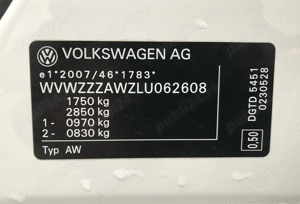 VOLKSWAGEN AG
e1*2007/46*1783*
WVWZZZAWZLU062608
1750 kg
2850 kg
1- 0970 kg
2- 0830 kg
Typ AW
DGTD 5451
0230528
0.50